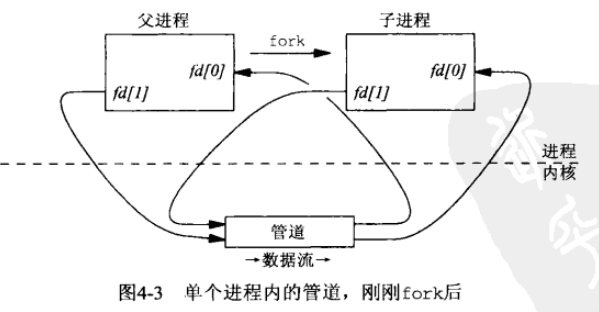 父进程
子进程
fork
fd[0]
fd[0]
fd[1]
fd[1]
进程
内核
管道
→数据流→
图4-3 单个进程内的管道，刚刚fork后